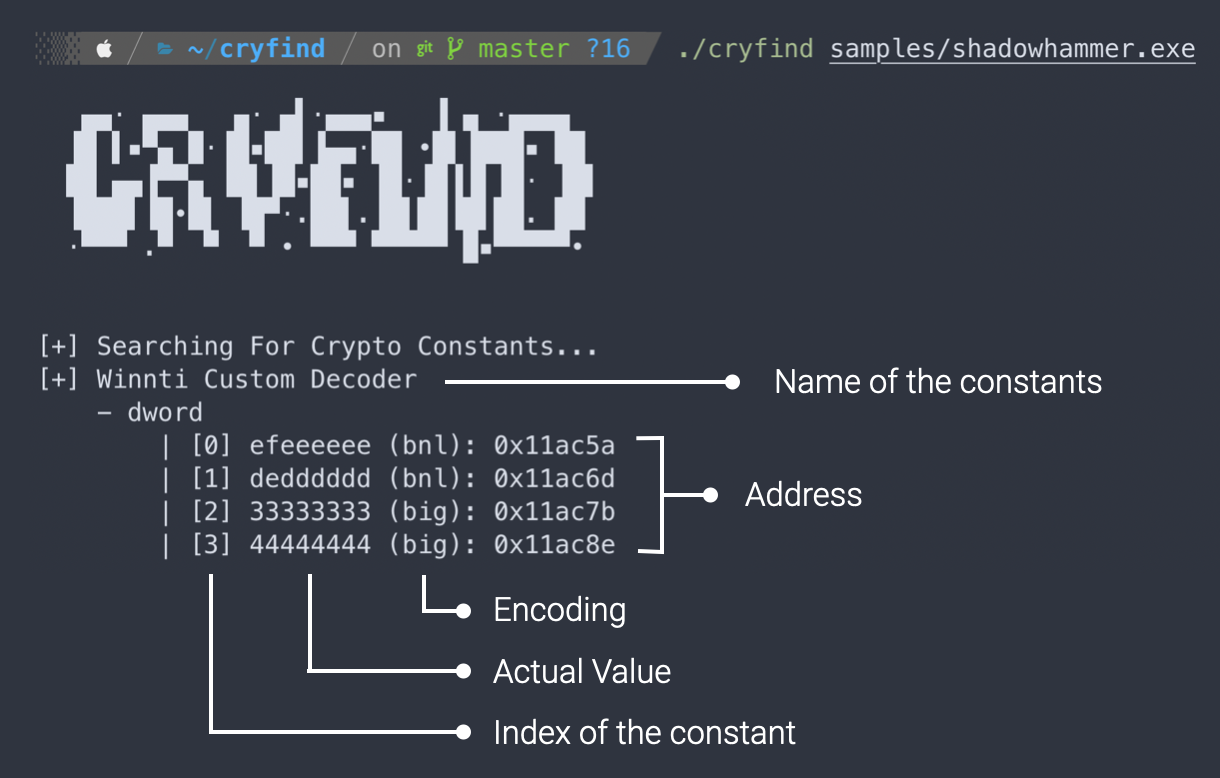 ~/cryfind on git master ?16 ./cryfind samples/shadowhammer.exe
CRYFIND
[+] Searching For Crypto Constants...
[+] Winnti Custom Decoder
Name of the constants
– dword
| [0] efeeeeee (bnl): 0x11ac5a
| [1] dedddddd (bnl): 0x11ac6d
Address
| [2] 33333333 (big): 0x11ac7b
| [3] 44444444 (big): 0x11ac8e
Encoding
Actual Value
Index of the constant